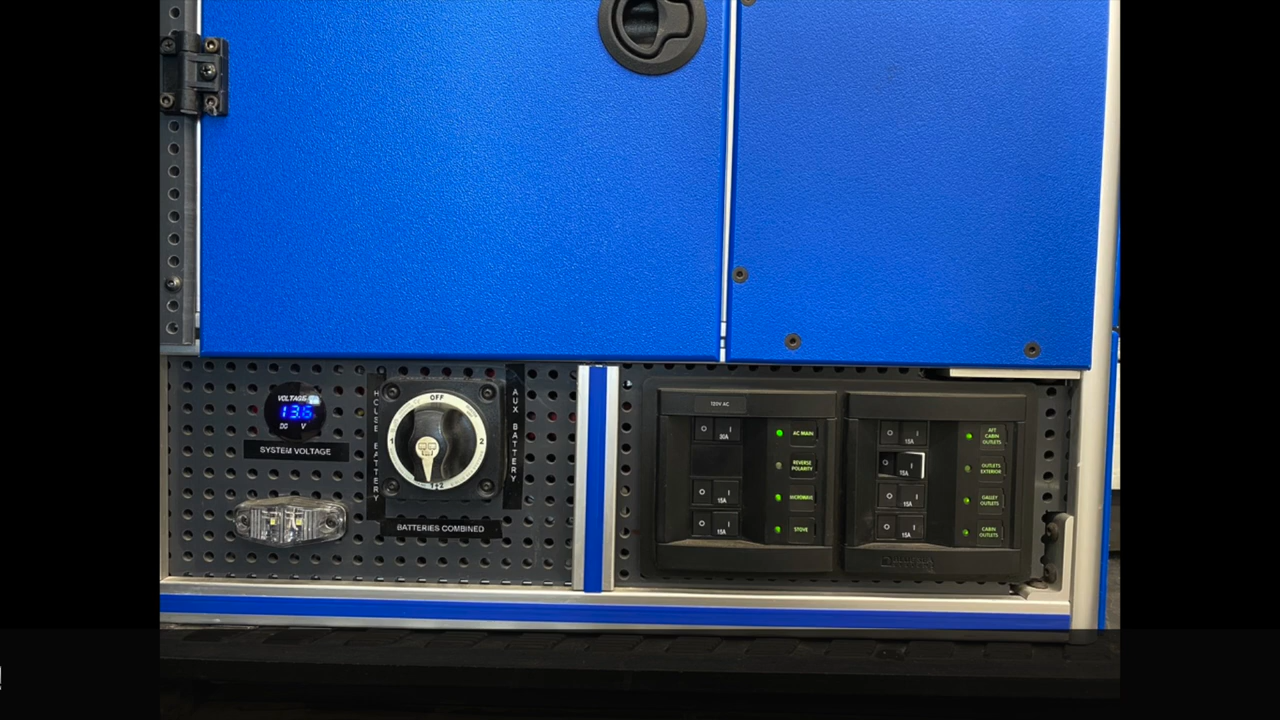 VOLTAGE
13.6
DC V
SYSTEM VOLTAGE
HOUSE BATTERY
OFF
1
2
1+2
AUX BATTERY
BATTERIES COMBINED
120V AC
O I
30A
AC MAIN
REVERSE
POLARITY
O I
15A
MICROWAVE
O I
15A
STOVE
O I
15A
AFT
CABIN
OUTLETS
O I
15A
OUTLETS
EXTERIOR
O I
15A
GALLEY
OUTLETS
O I
15A
CABIN
OUTLETS
!